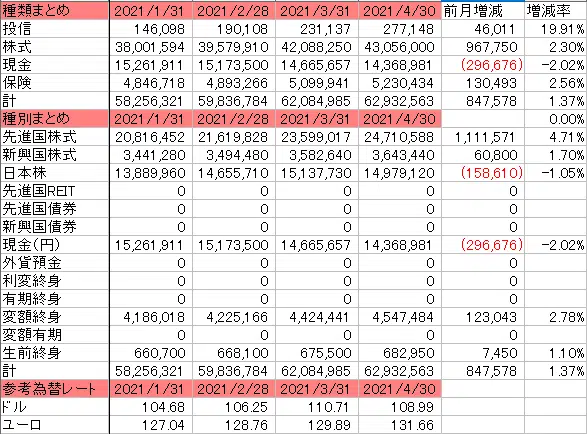 種類まとめ 2021/1/31 2021/2/28 2021/3/31 2021/4/30 前月増減 増減率
投信 146,098 190,108 231,137 277,148 46,011 19.91%
株式 38,001,594 39,579,910 42,088,250 43,056,000 967,750 2.30%
現金 15,261,911 15,173,500 14,665,657 14,368,981 (296,676) -2.02%
保険 4,846,718 4,893,266 5,099,941 5,230,434 130,493 2.56%
計 58,256,321 59,836,784 62,084,985 62,932,563 847,578 1.37%
種別まとめ 2021/1/31 2021/2/28 2021/3/31 2021/4/30 0.00%
先進国株式 20,816,452 21,619,828 23,599,017 24,710,588 1,111,571 4.71%
新興国株式 3,441,280 3,494,480 3,582,640 3,643,440 60,800 1.70%
日本株 13,889,960 14,655,710 15,137,730 14,979,120 (158,610) -1.05%
先進国REIT 0 0 0 0 0
先進国債券 0 0 0 0 0
新興国債券 0 0 0 0 0
現金(円) 15,261,911 15,173,500 14,665,657 14,368,981 (296,676) -2.02%
外貨預金 0 0 0 0 0
利変終身 0 0 0 0 0
有期終身 0 0 0 0 0
変額終身 4,186,018 4,225,166 4,424,441 4,547,484 123,043 2.78%
変額有期 0 0 0 0 0
生前終身 660,700 668,100 675,500 682,950 7,450 1.10%
計 58,256,321 59,836,784 62,084,985 62,932,563 847,578 1.37%
参考為替レート 2021/1/31 2021/2/28 2021/3/31 2021/4/30
ドル 104.68 106.25 110.71 108.99
ユーロ 127.04 128.76 129.89 131.66